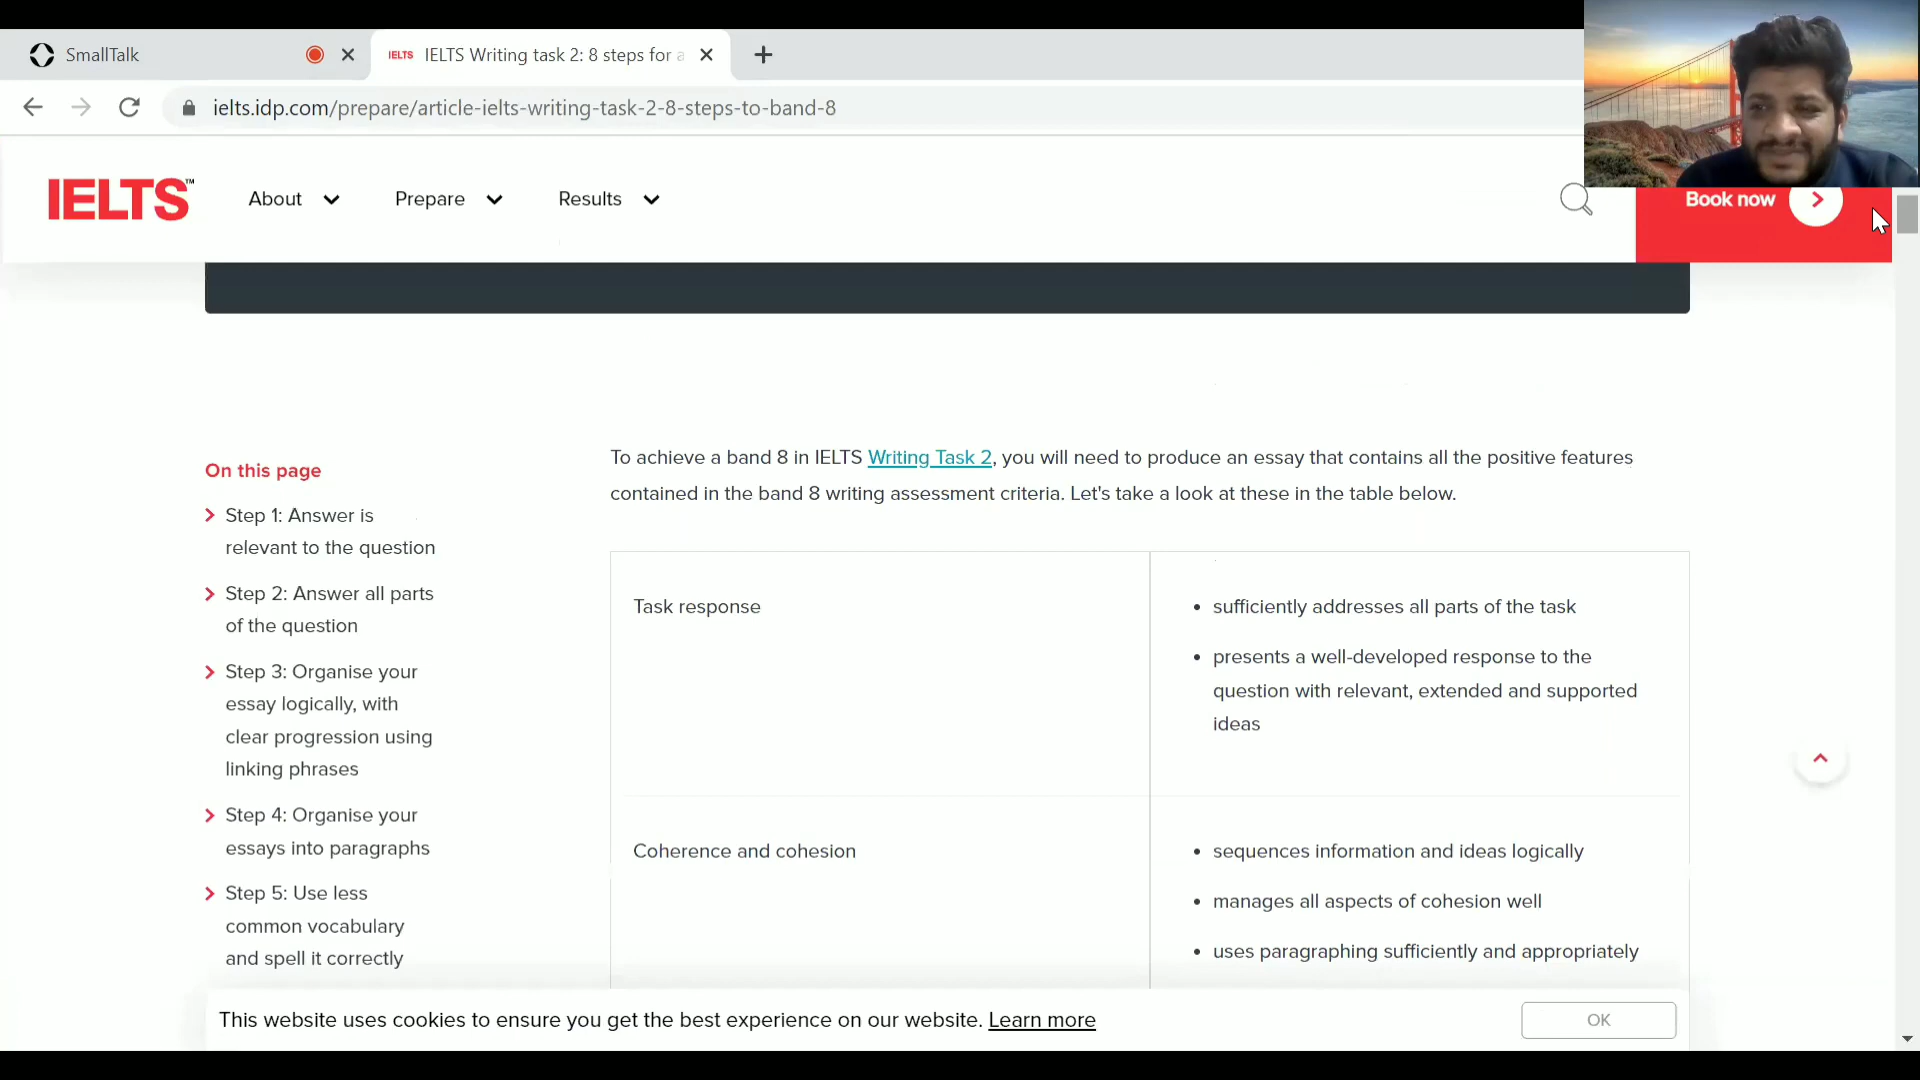 SmallTalk
IELTS IELTS Writing task 2: 8 steps for a
ielts.idp.com/prepare/article-ielts-writing-task-2-8-steps-to-band-8
IELTS™ About Prepare Results Book now
On this page
Step 1: Answer is
relevant to the question
Step 2: Answer all parts
of the question
Step 3: Organise your
essay logically, with
clear progression using
linking phrases
Step 4: Organise your
essays into paragraphs
Step 5: Use less
common vocabulary
and spell it correctly
To achieve a band 8 in IELTS Writing Task 2, you will need to produce an essay that contains all the positive features
contained in the band 8 writing assessment criteria. Let's take a look at these in the table below.
Task response
• sufficiently addresses all parts of the task
• presents a well-developed response to the
question with relevant, extended and supported
ideas
Coherence and cohesion
• sequences information and ideas logically
• manages all aspects of cohesion well
• uses paragraphing sufficiently and appropriately
This website uses cookies to ensure you get the best experience on our website. Learn more
OK